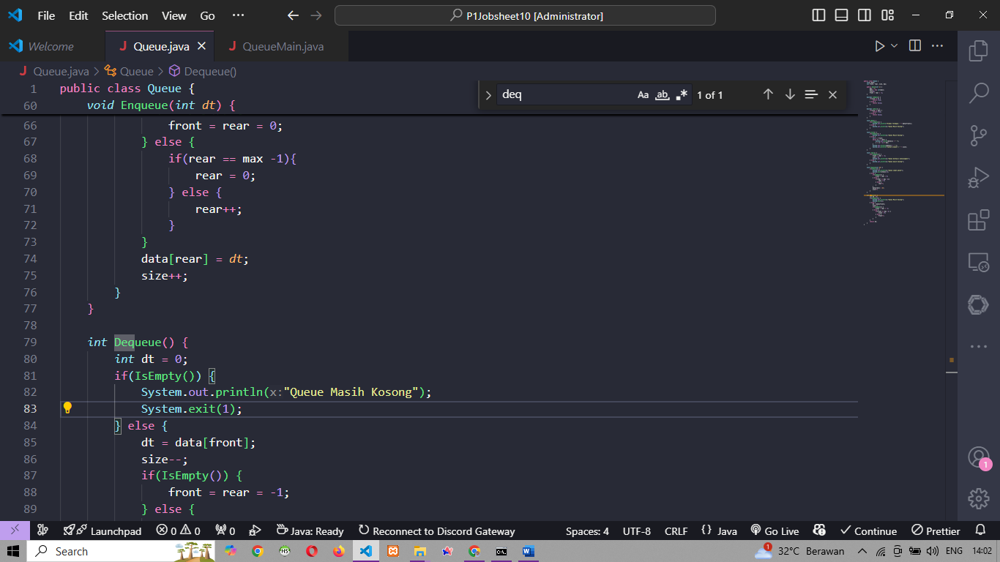 File Edit Selection View Go ··· P1Jobsheet10 [Administrator]
Welcome J Queue.java J QueueMain.java
J Queue.java > Queue > Dequeue()
deq Aa ab 1 of 1
1 public class Queue {
60 void Enqueue(int dt) {
66 front = rear = 0;
67 } else {
68 if(rear == max -1){
69 rear = 0;
70 } else {
71 rear++;
72 }
73 }
74 data[rear] = dt;
75 size++;
76 }
77 }
78
79 int Dequeue() {
80 int dt = 0;
81 if(IsEmpty()) {
82 System.out.println(x:"Queue Masih Kosong");
83 System.exit(1);
84 } else {
85 dt = data[front];
86 size--;
87 if(IsEmpty()) {
88 front = rear = -1;
89 } else {
1
Launchpad 0 0 0 Java: Ready Reconnect to Discord Gateway Spaces: 4 UTF-8 CRLF {} Java Go Live Continue Prettier
Search 1 32°C Berawan ENG 14:02